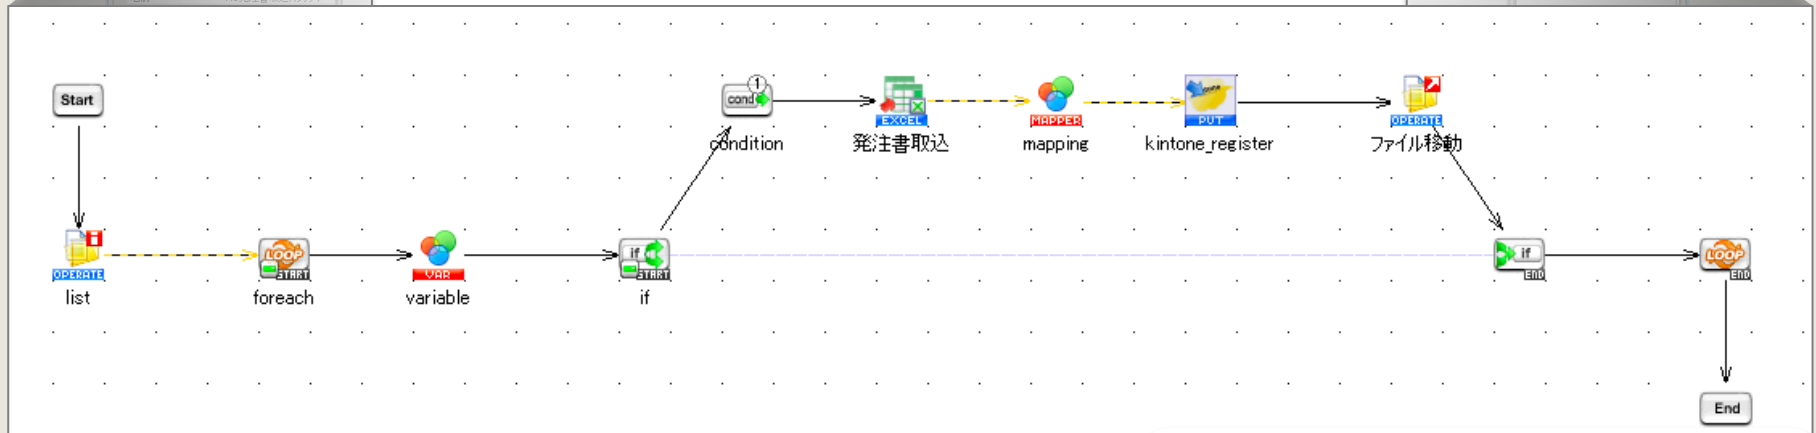 Start
cond
1
EXCEL
MAPPER
PUT
OPERATE
condition
発注書取込
mapping
kintone_register
ファイル移動
OPERATE
list
LOOP
START
foreach
VAR
variable
if
START
if
if
END
LOOP
END
End